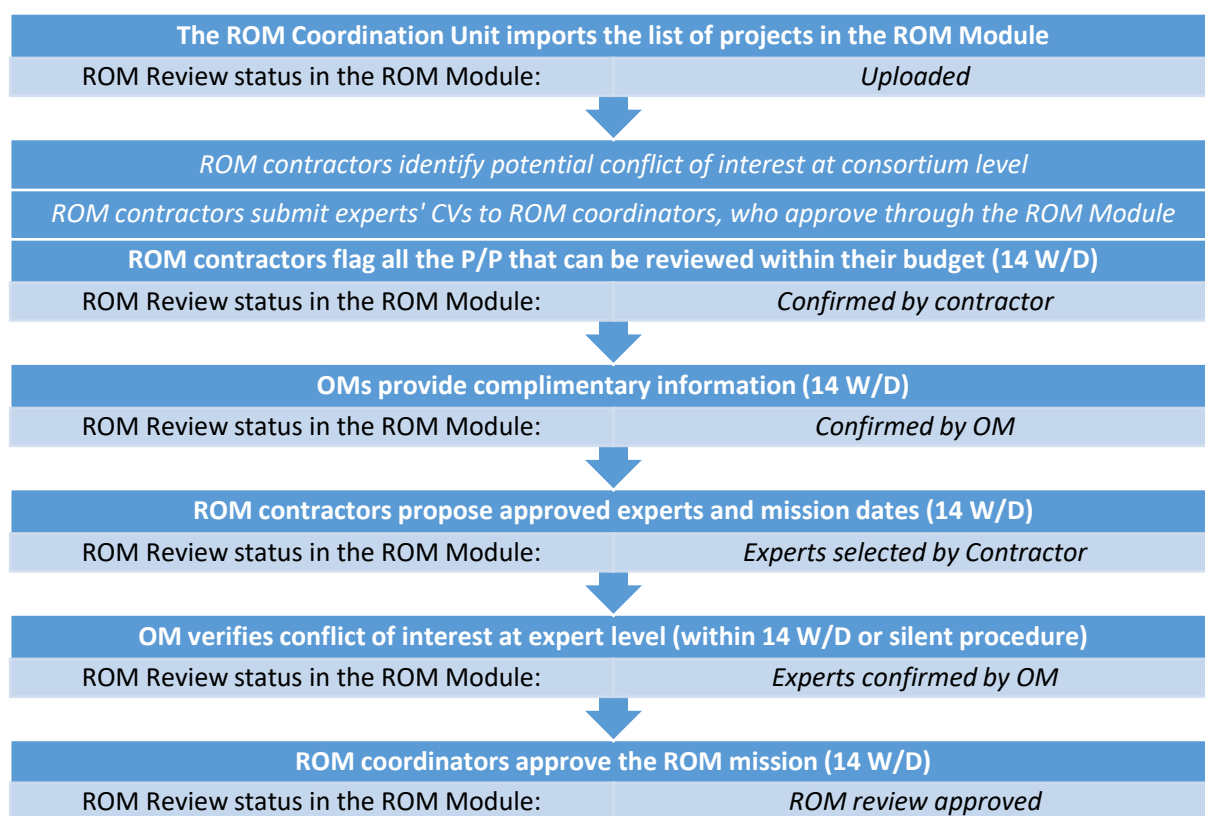 The ROM Coordination Unit imports the list of projects in the ROM Module
ROM Review status in the ROM Module: Uploaded
ROM contractors identify potential conflict of interest at consortium level
ROM contractors submit experts' CVs to ROM coordinators, who approve through the ROM Module
ROM contractors flag all the P/P that can be reviewed within their budget (14 W/D)
ROM Review status in the ROM Module: Confirmed by contractor
OMs provide complimentary information (14 W/D)
ROM Review status in the ROM Module: Confirmed by OM
ROM contractors propose approved experts and mission dates (14 W/D)
ROM Review status in the ROM Module: Experts selected by Contractor
OM verifies conflict of interest at expert level (within 14 W/D or silent procedure)
ROM Review status in the ROM Module: Experts confirmed by OM
ROM coordinators approve the ROM mission (14 W/D)
ROM Review status in the ROM Module: ROM review approved